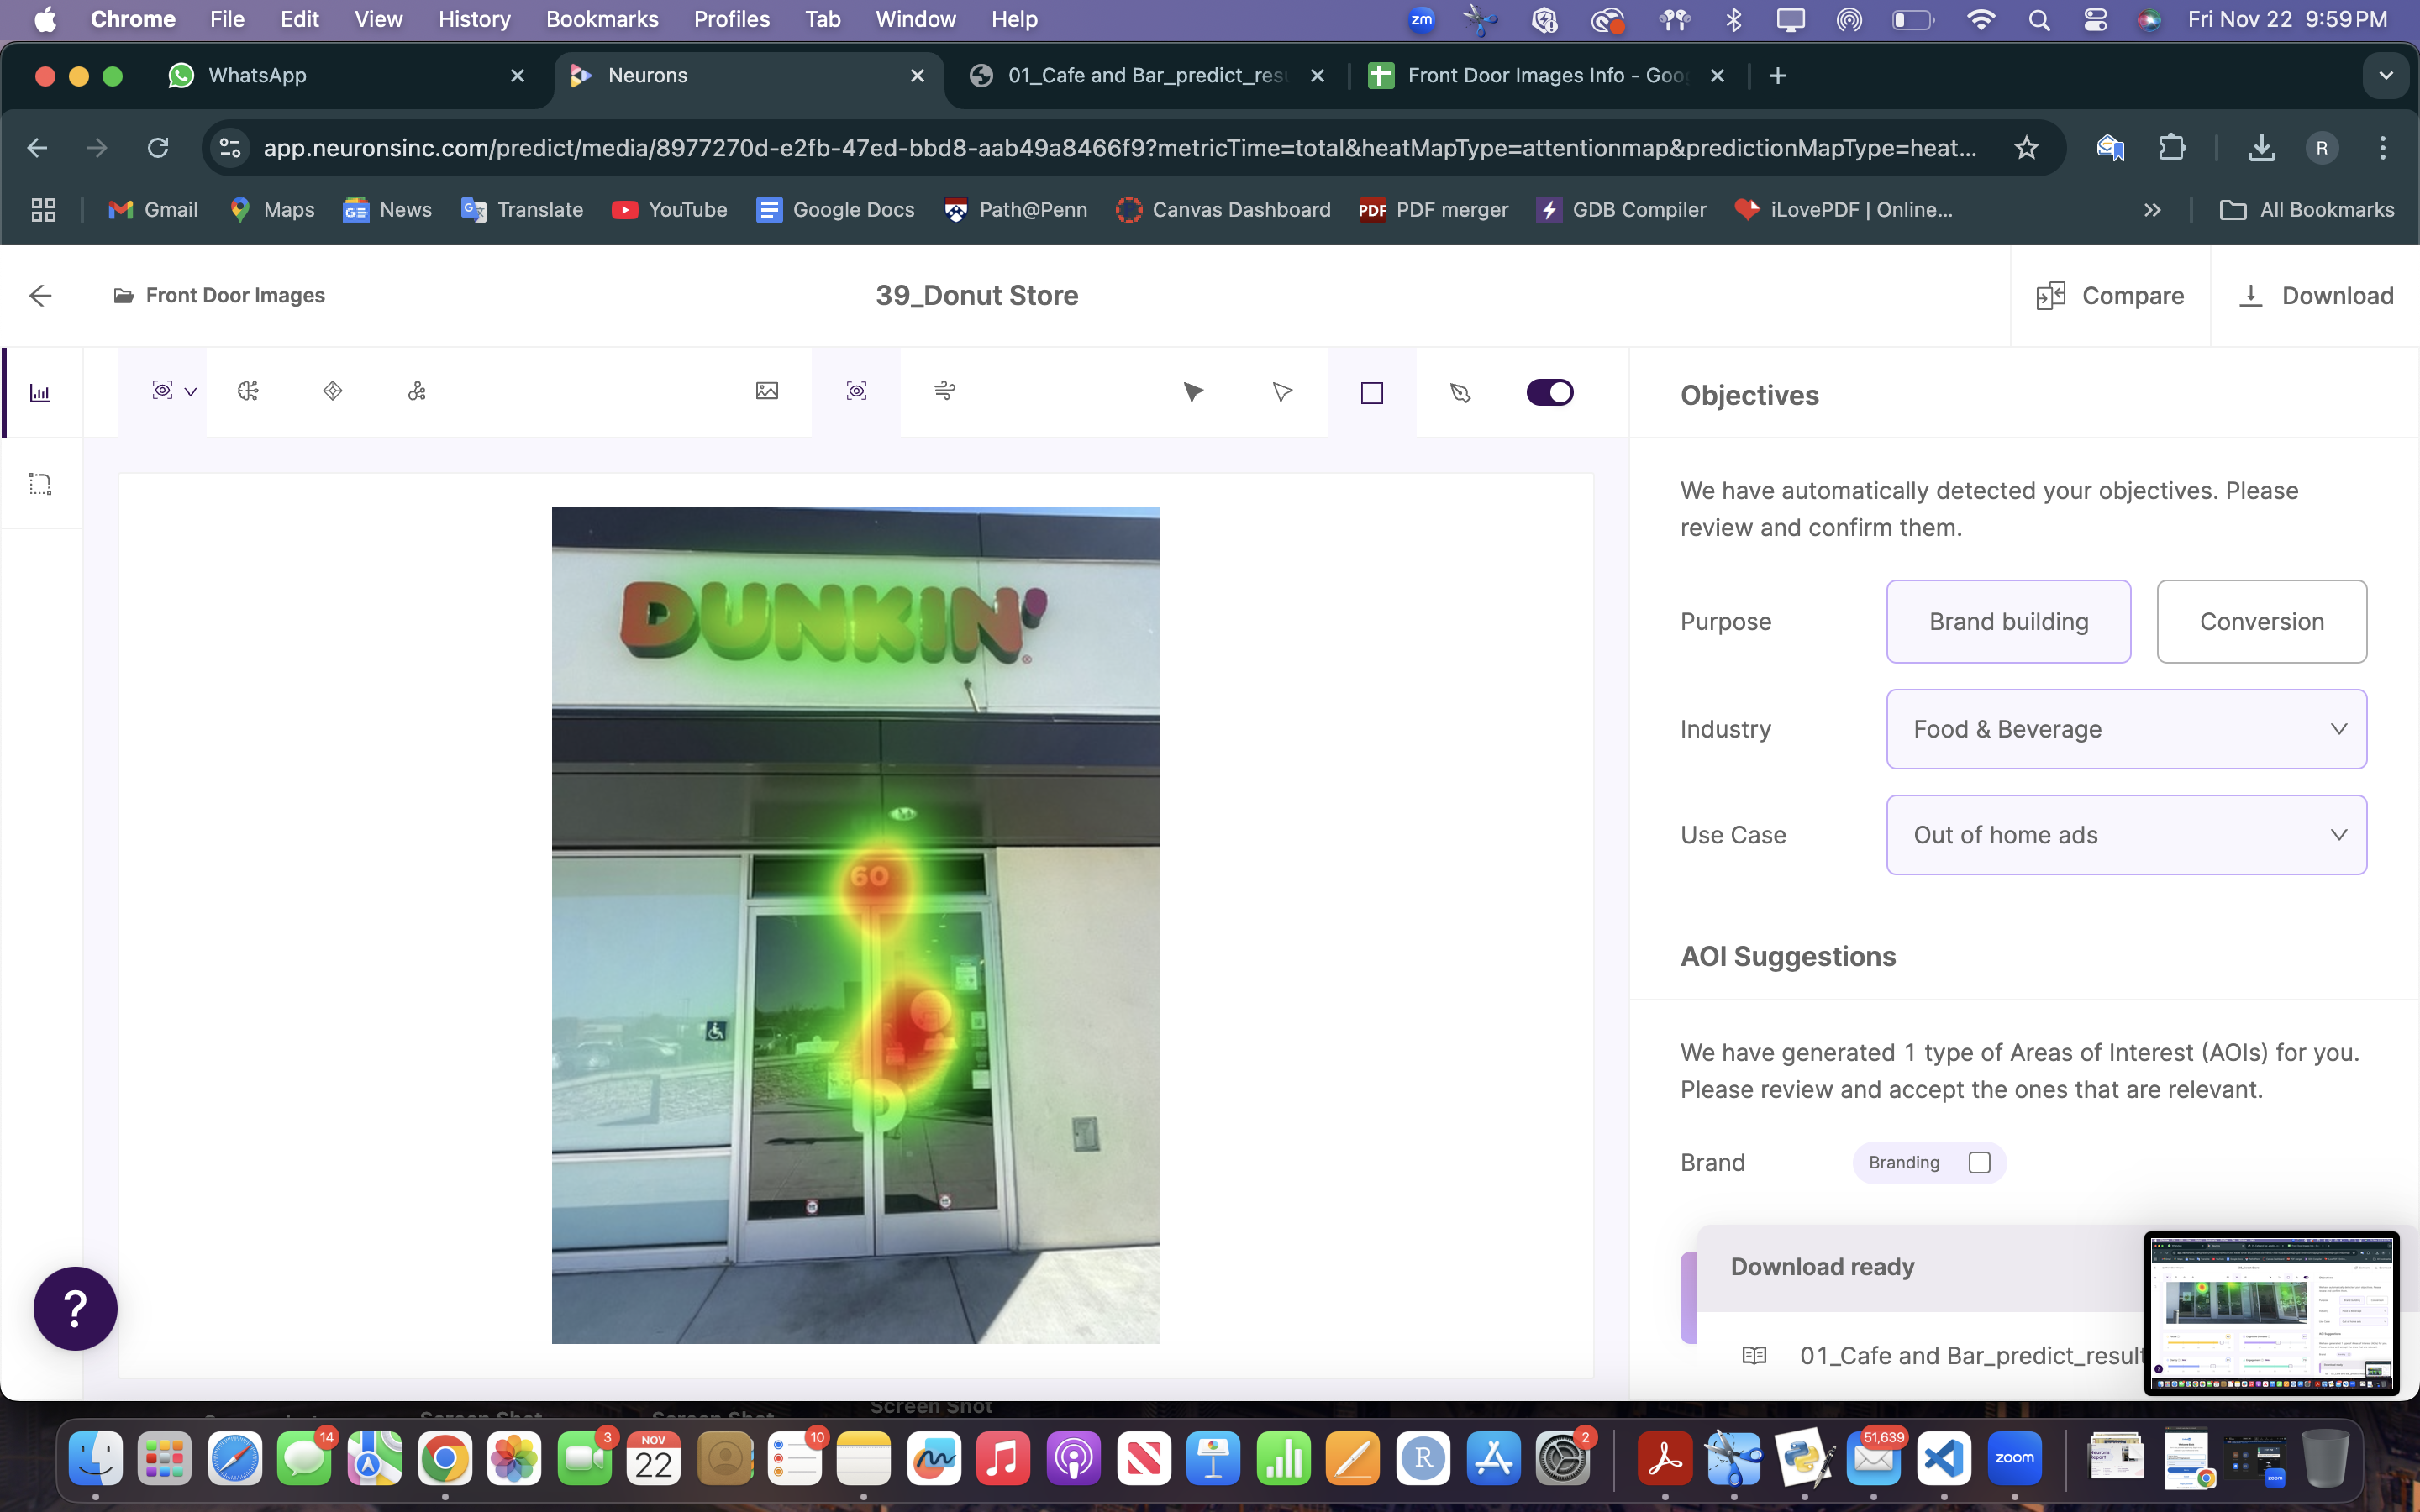 Chrome File Edit View History Bookmarks Profiles Tab Window Help
zm
Fri Nov 22 9:59 PM
WhatsApp
Neurons
01_Cafe and Bar_predict_resu
Front Door Images Info - Goo
app.neuronsinc.com/predict/media/8977270d-e2fb-47ed-bbd8-aab49a8466f9?metricTime=total&heatMapType=attentionmap&predictionMapType=heat...
R
Gmail Maps News Translate YouTube Google Docs Path@Penn Canvas Dashboard PDF PDF merger GDB Compiler iLovePDF | Online... All Bookmarks
Front Door Images
39_Donut Store
Compare
Download
Objectives
We have automatically detected your objectives. Please
review and confirm them.
Purpose Brand building Conversion
Industry Food & Beverage
Use Case Out of home ads
AOI Suggestions
We have generated 1 type of Areas of Interest (AOIs) for you.
Please review and accept the ones that are relevant.
Brand Branding
Download ready
01_Cafe and Bar_predict_result
DUNKIN'
60
D
?
Screen Shot
14
3
NOV
22
10
2
51,639
zoom